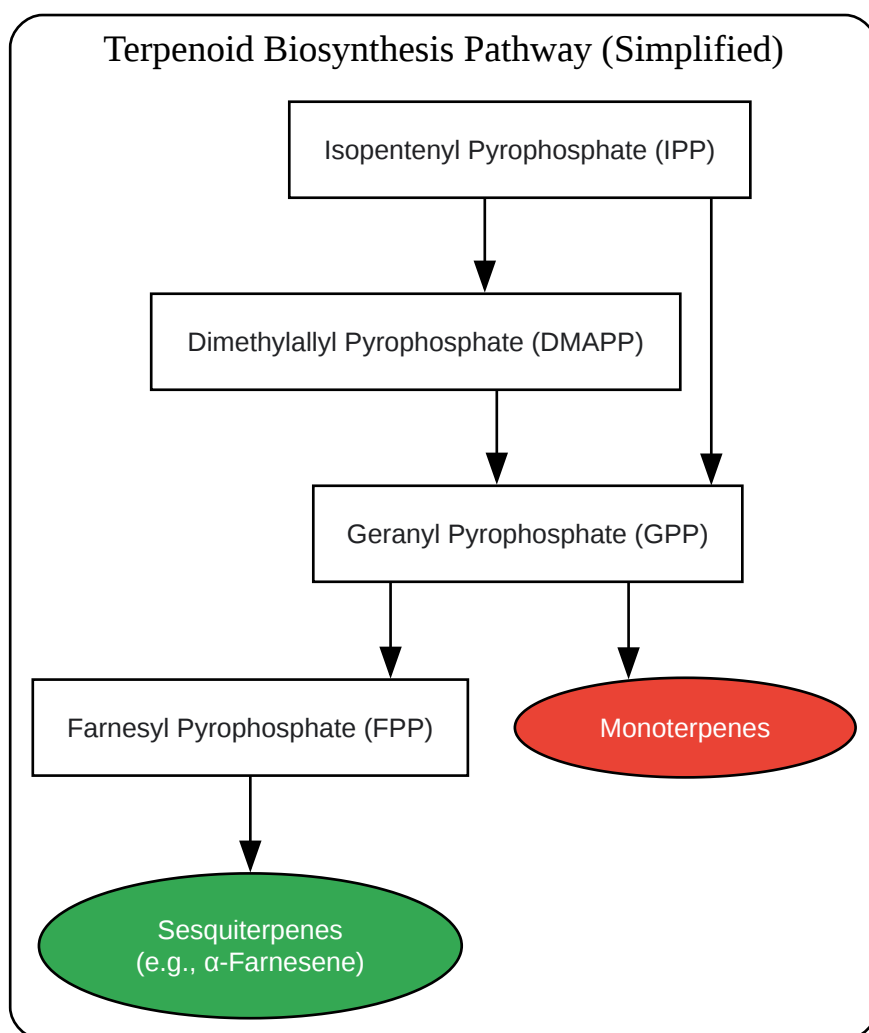 Terpenoid Biosynthesis Pathway (Simplified)
Isopentenyl Pyrophosphate (IPP)
Dimethylallyl Pyrophosphate (DMAPP)
Geranyl Pyrophosphate (GPP)
Farnesyl Pyrophosphate (FPP)
Monoterpenes
Sesquiterpenes
(e.g., α-Farnesene)